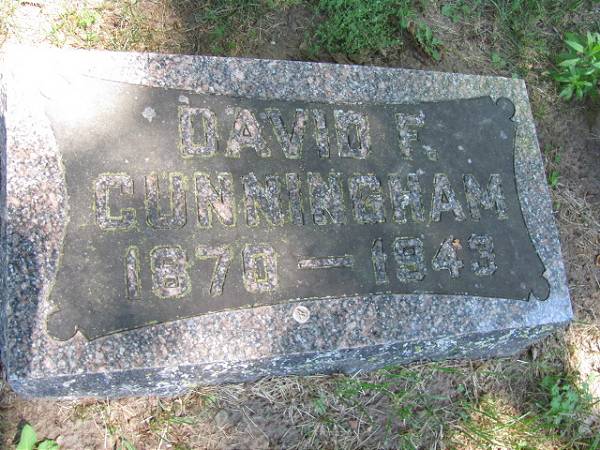 DAVID F.
CUNNINGHAM
1870 — 1943